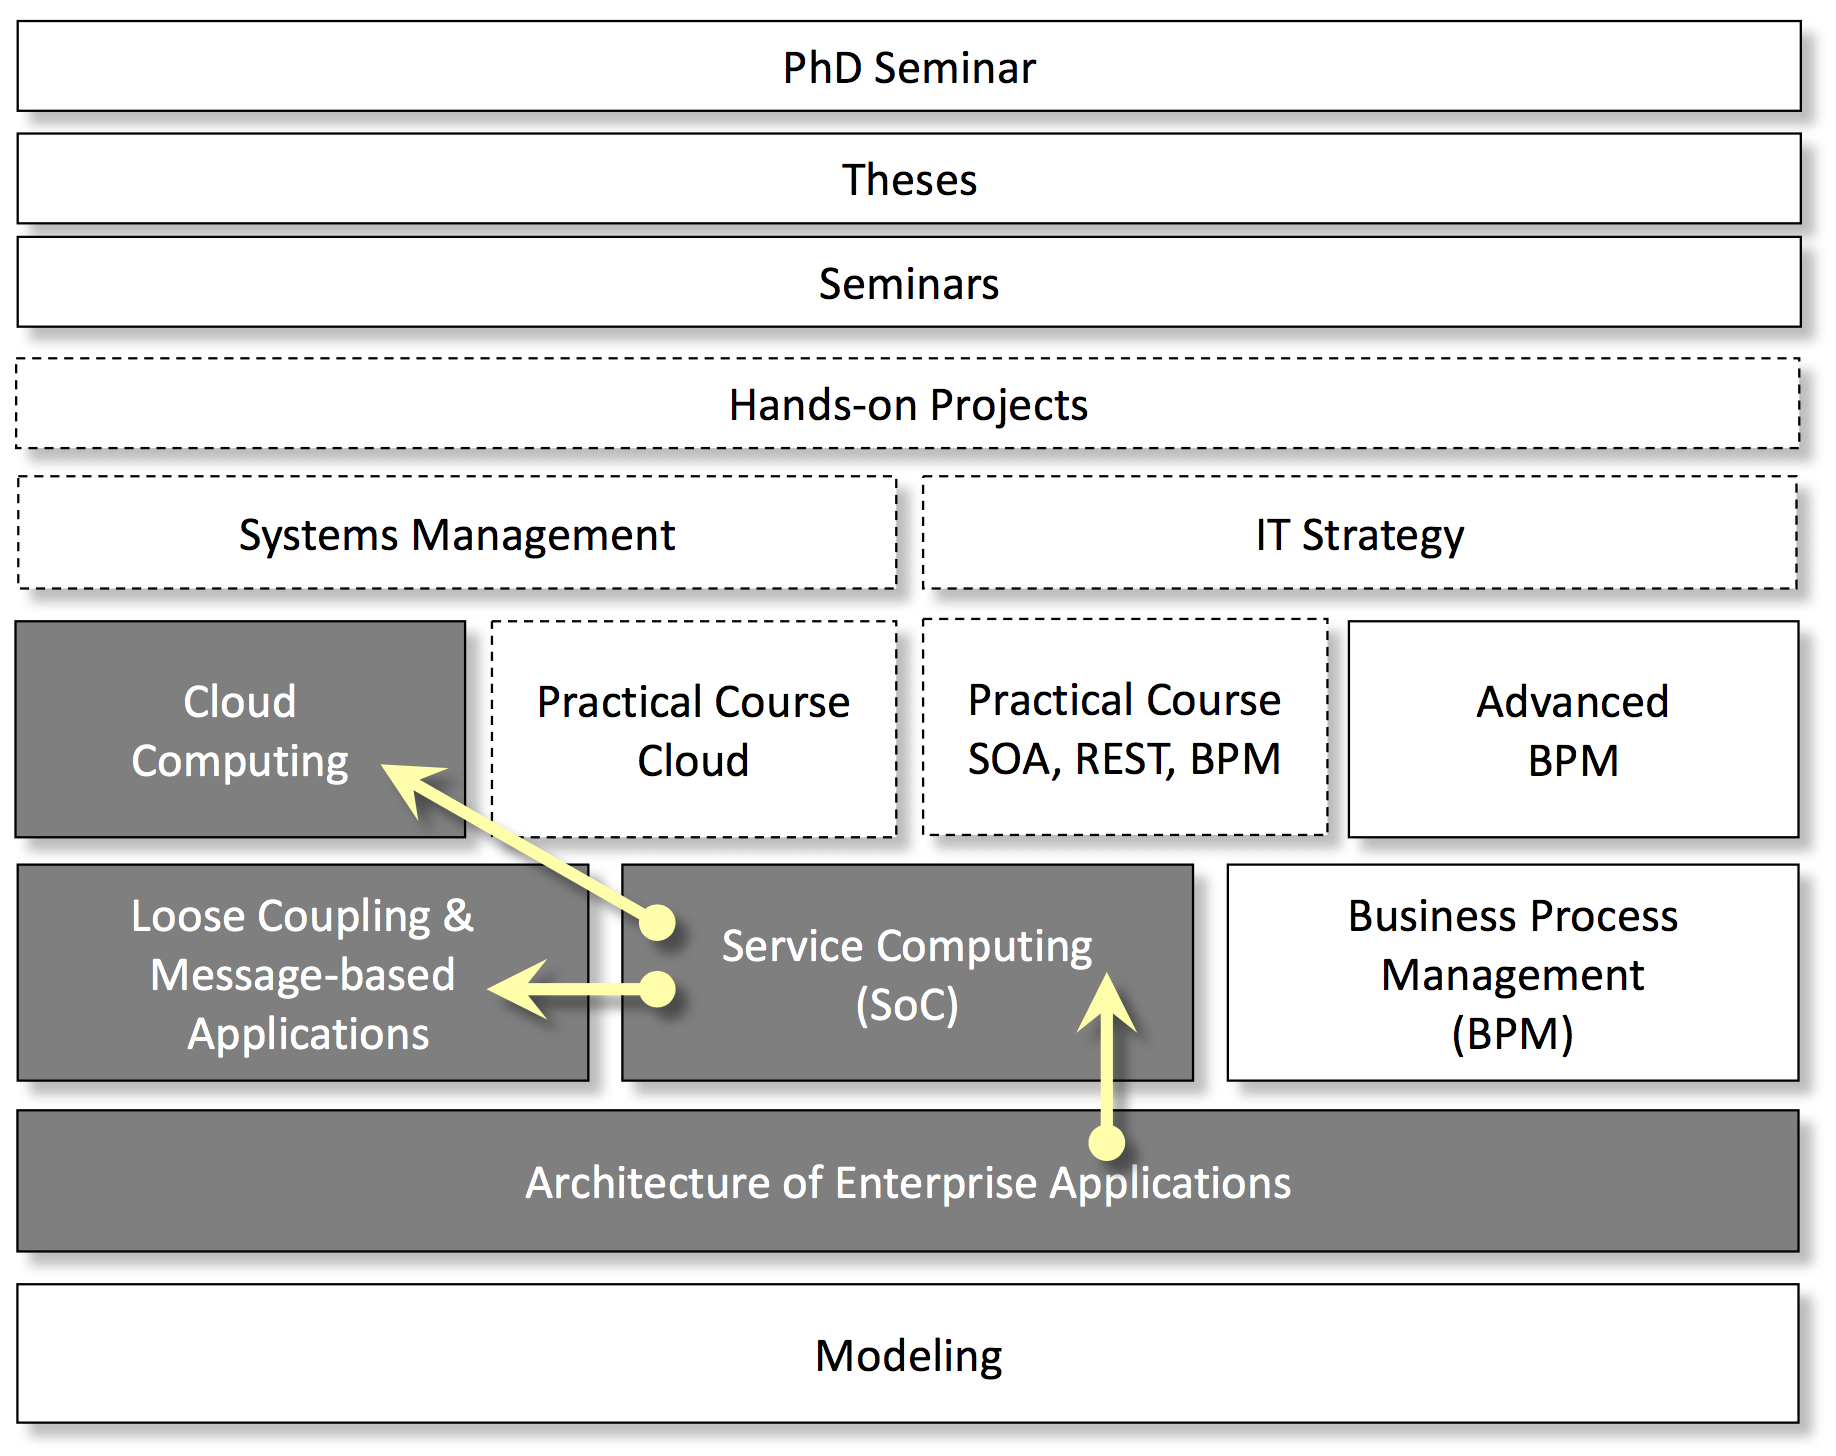 PhD Seminar
Theses
Seminars
Hands-on Projects
Systems Management
IT Strategy
Cloud
Computing
Practical Course
Cloud
Practical Course
SOA, REST, BPM
Advanced
BPM
Loose Coupling &
Message-based
Applications
Service Computing
(SoC)
Business Process
Management
(BPM)
Architecture of Enterprise Applications
Modeling